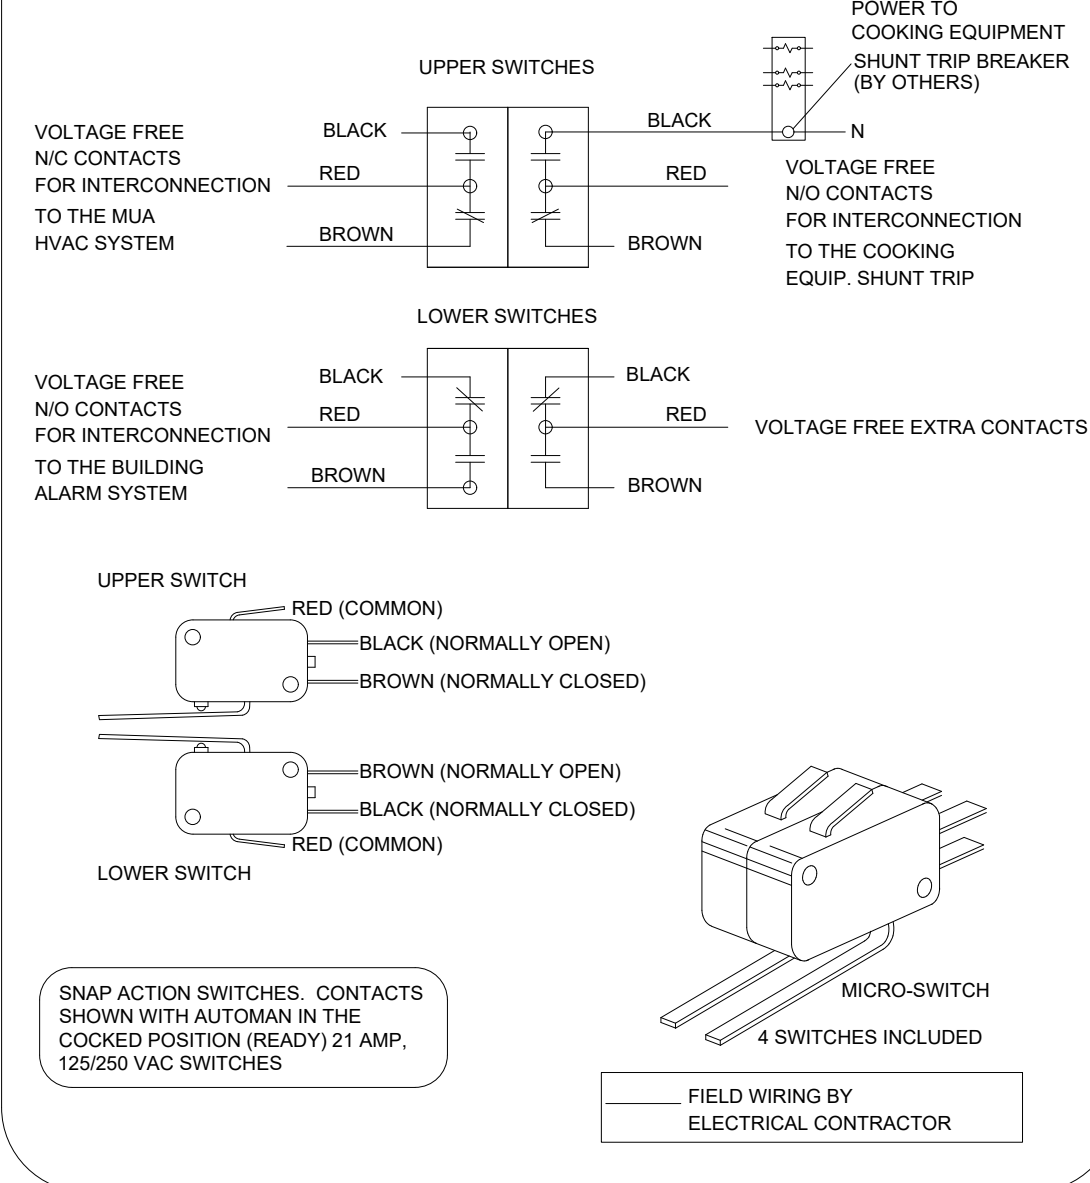 POWER TO
COOKING EQUIPMENT
SHUNT TRIP BREAKER
(BY OTHERS)
UPPER SWITCHES
VOLTAGE FREE
N/C CONTACTS
FOR INTERCONNECTION
TO THE MUA
HVAC SYSTEM
BLACK
RED
BROWN
BLACK
N
RED
BROWN
VOLTAGE FREE
N/O CONTACTS
FOR INTERCONNECTION
TO THE COOKING
EQUIP. SHUNT TRIP
LOWER SWITCHES
VOLTAGE FREE
N/O CONTACTS
FOR INTERCONNECTION
TO THE BUILDING
ALARM SYSTEM
BLACK
RED
BROWN
BLACK
RED
BROWN
VOLTAGE FREE EXTRA CONTACTS
UPPER SWITCH
RED (COMMON)
BLACK (NORMALLY OPEN)
BROWN (NORMALLY CLOSED)
BROWN (NORMALLY OPEN)
BLACK (NORMALLY CLOSED)
RED (COMMON)
LOWER SWITCH
SNAP ACTION SWITCHES. CONTACTS
SHOWN WITH AUTOMAN IN THE
COCKED POSITION (READY) 21 AMP,
125/250 VAC SWITCHES
MICRO-SWITCH
4 SWITCHES INCLUDED
FIELD WIRING BY
ELECTRICAL CONTRACTOR